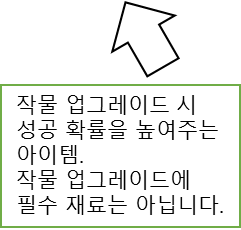 작물 업그레이드 시
성공 확률을 높여주는
아이템.
작물 업그레이드에
필수 재료는 아닙니다.